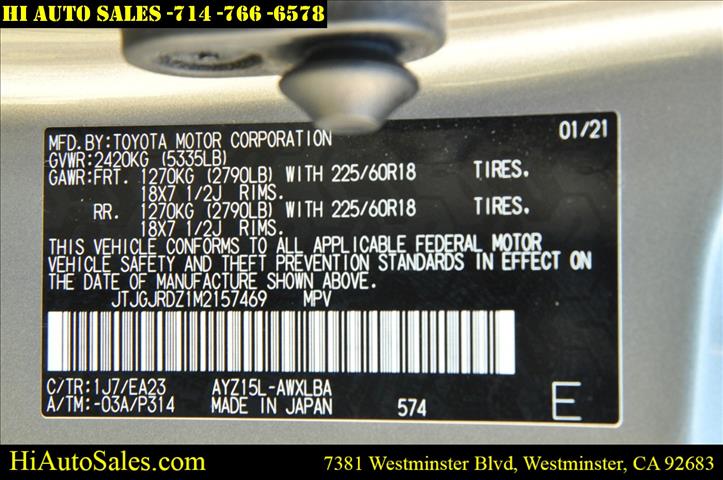 HI AUTO SALES -714 -766 -6578
01/21
MFD.BY:TOYOTA MOTOR CORPORATION
GVWR:2420KG (5335LB)
GAWR:FRT. 1270KG (2790LB) WITH 225/60R18 TIRES.
18X7 1/2J RIMS.
RR. 1270KG (2790LB) WITH 225/60R18 TIRES.
18X7 1/2J RIMS.
THIS VEHICLE CONFORMS TO ALL APPLICABLE FEDERAL MOTOR
VEHICLE SAFETY AND THEFT PREVENTION STANDARDS IN EFFECT ON
THE DATE OF MANUFACTURE SHOWN ABOVE.
JTJGJRDZ1M2157469 MPV
C/TR:1J7/EA23 AYZ15L-AWXLBA
A/TM:-03A/P314 MADE IN JAPAN 574 E
HiAutoSales.com 7381 Westminster Blvd, Westminster, CA 92683